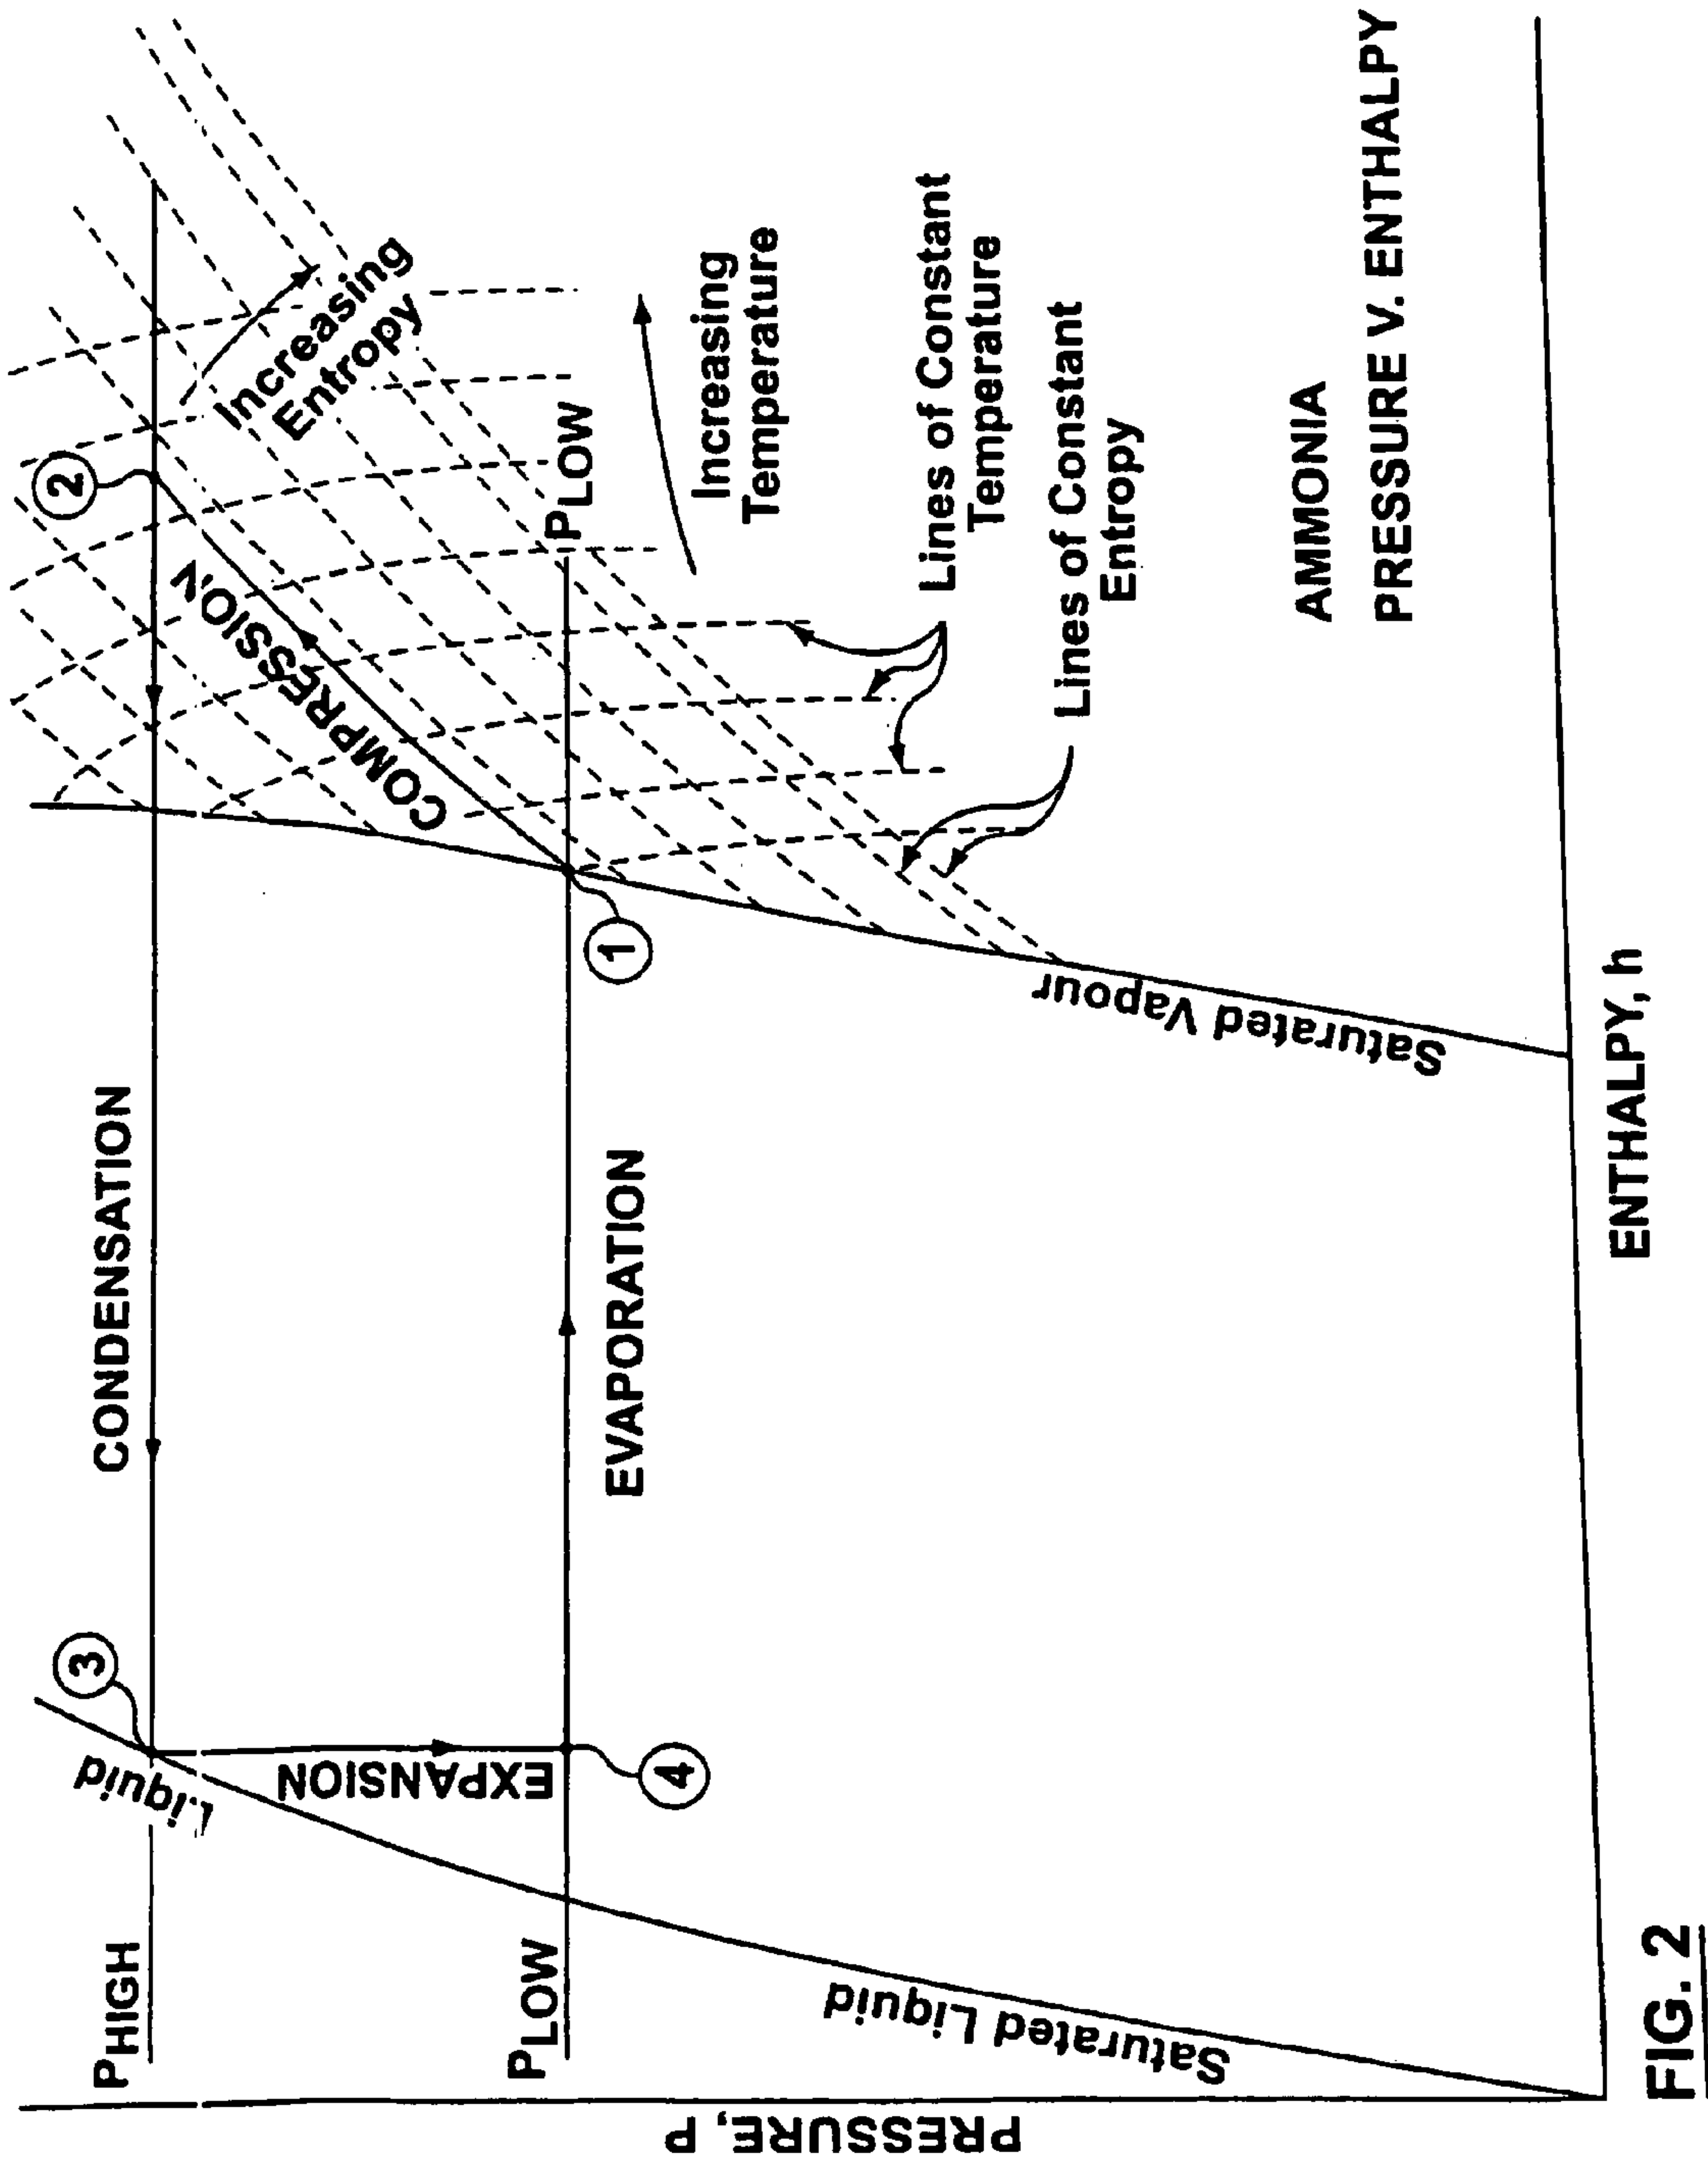 PHIGH
Liquid
3
CONDENSATION
2
EXPANSION
COMPRESSION
Increasing
Entropy
PLOW
4
EVAPORATION
1
PLOW
Increasing
Temperature
Saturated Liquid
Saturated Vapour
Lines of Constant
Temperature
Lines of Constant
Entropy
AMMONIA
PRESSURE V. ENTHALPY
PRESSURE, P
ENTHALPY, h
FIG. 2